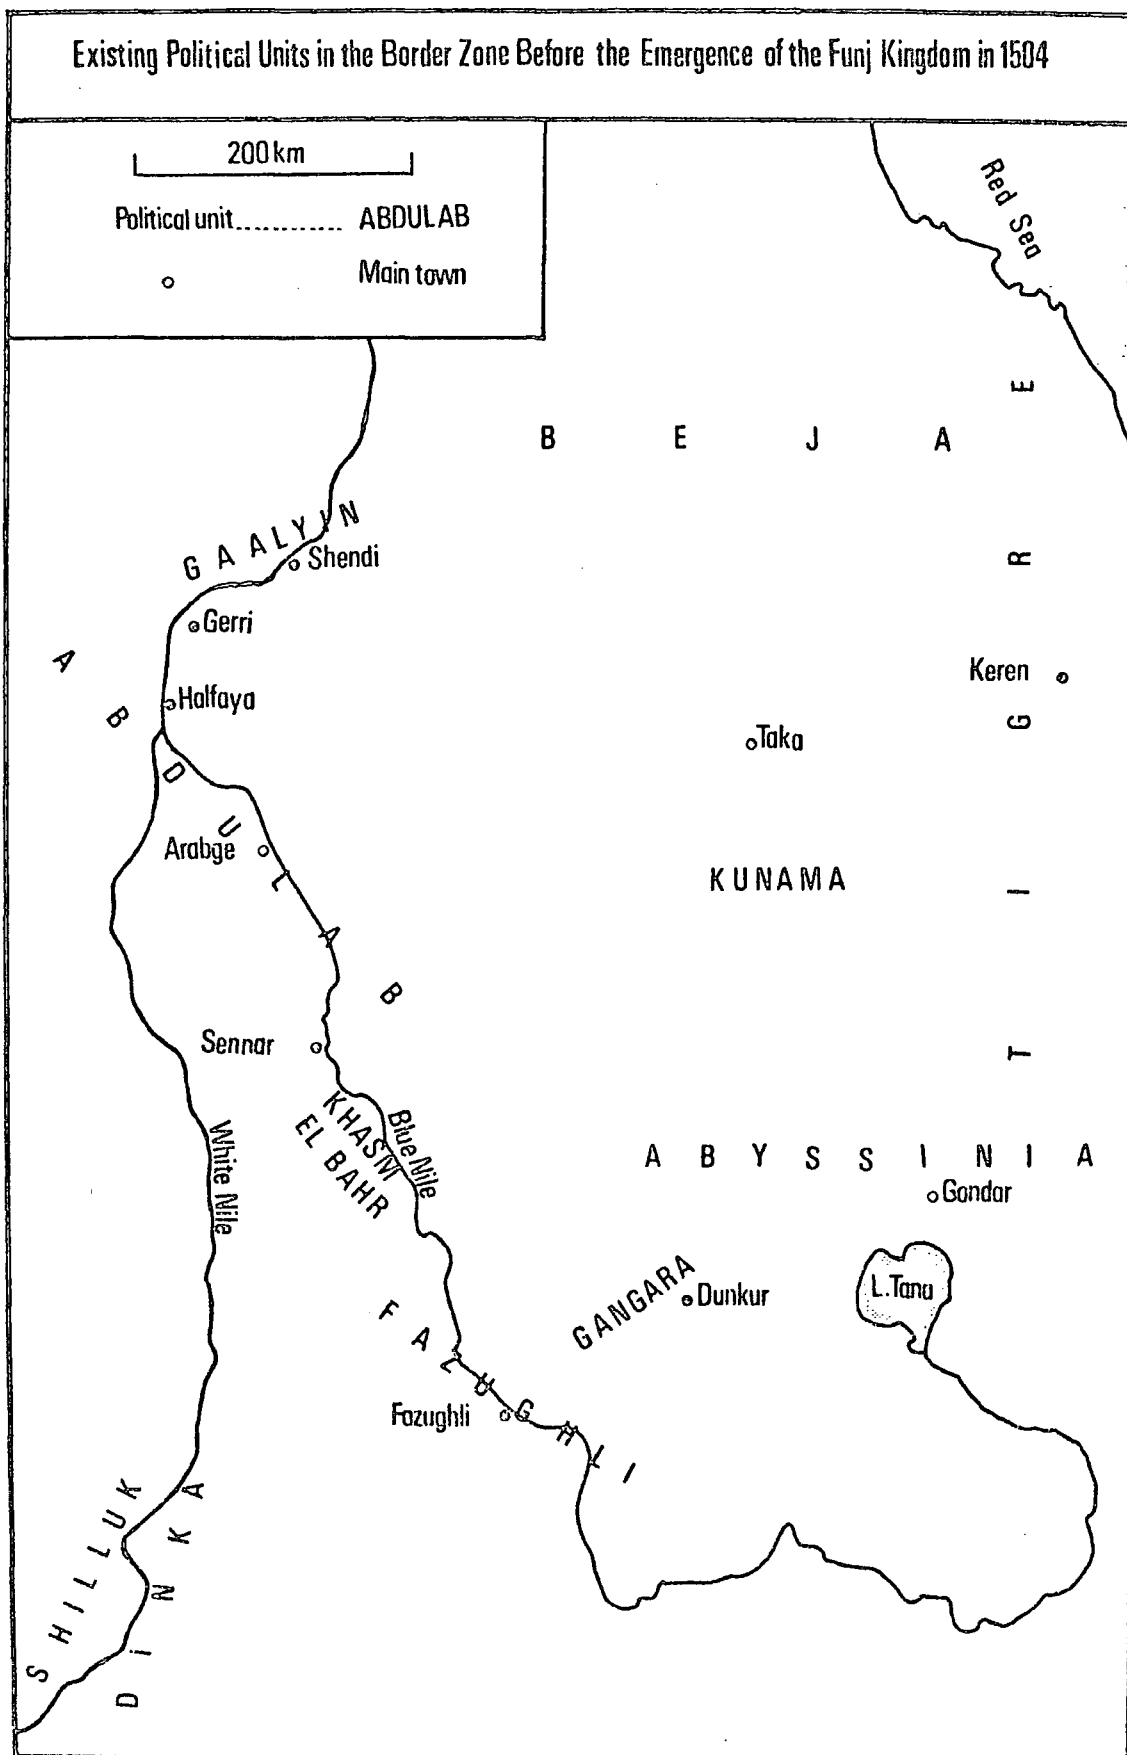 Existing Political Units in the Border Zone Before the Emergence of the Funj Kingdom in 1504
200 km
Political unit............ ABDULAB
Main town
Red Sea
BEJA
TIGRE
GAALYIN
Shendi
Gerri
ABDULAB
Halfaya
Keren
Taka
Arabge
KUNAMA
Sennar
KHASM
EL BAHR
Blue Nile
White Nile
ABYSSINIA
Gondar
GANGARA
Dunkur
L.Tana
FALUGHLI
Fazughli
SHILLUK
DiNKA